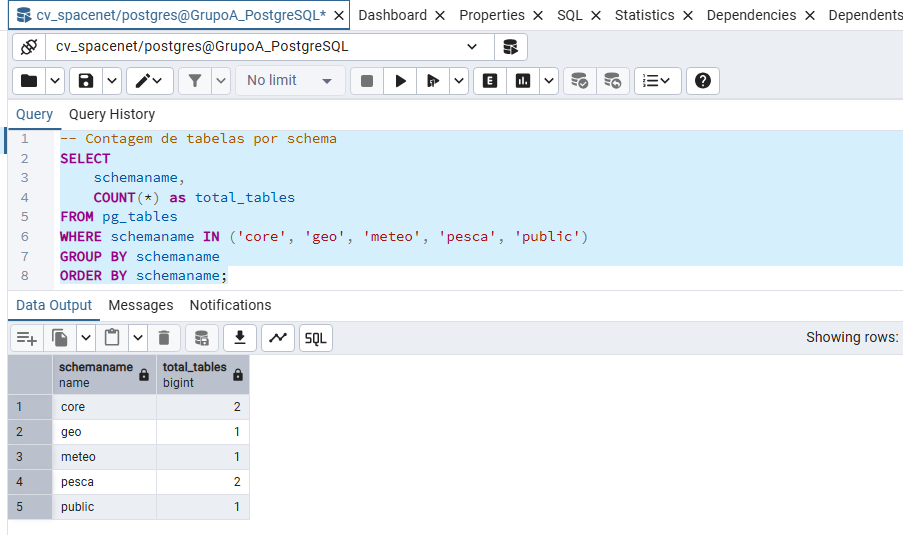 cv_spacenet/postgres@GrupoA_PostgreSQL* Dashboard Properties SQL Statistics Dependencies Dependents
cv_spacenet/postgres@GrupoA_PostgreSQL
No limit E
Query Query History
1 -- Contagem de tabelas por schema
2 SELECT
3 schemaname,
4 COUNT(*) as total_tables
5 FROM pg_tables
6 WHERE schemaname IN ('core', 'geo', 'meteo', 'pesca', 'public')
7 GROUP BY schemaname
8 ORDER BY schemaname;
Data Output Messages Notifications
SQL Showing rows:
schemaname total_tables
name bigint
1 core 2
2 geo 1
3 meteo 1
4 pesca 2
5 public 1